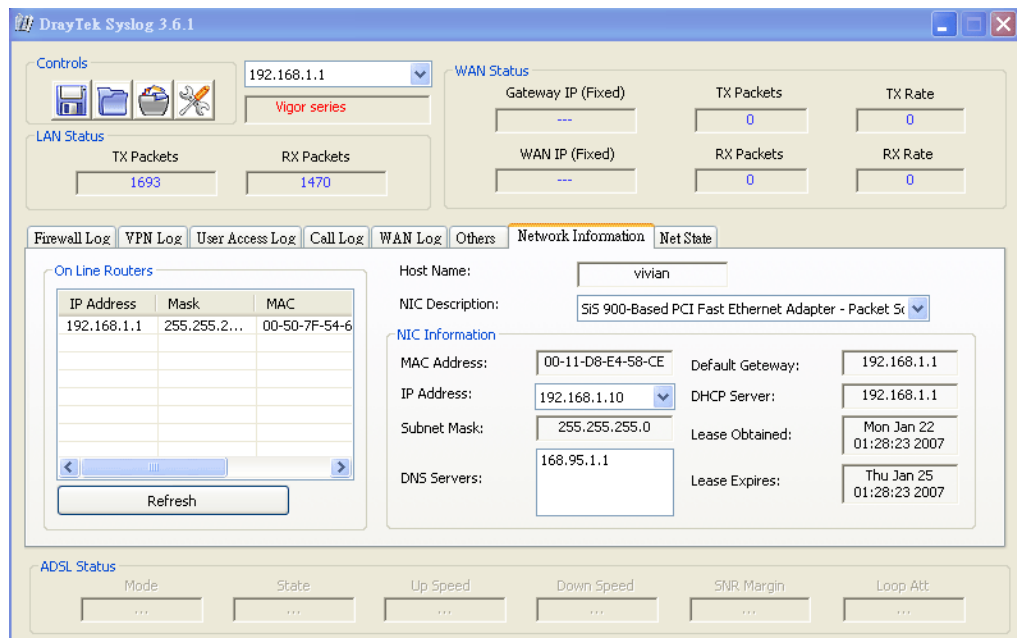 DrayTek Syslog 3.6.1
Controls
192.168.1.1
Vigor series
LAN Status
TX Packets RX Packets
1693 1470
WAN Status
Gateway IP (Fixed) TX Packets TX Rate
--- 0 0
WAN IP (Fixed) RX Packets RX Rate
--- 0 0
Firewall Log VPN Log User Access Log Call Log WAN Log Others Network Information Net State
On Line Routers
IP Address Mask MAC
192.168.1.1 255.255.2... 00-50-7F-54-6
Refresh
Host Name: vivian
NIC Description: SiS 900-Based PCI Fast Ethernet Adapter - Packet Sc
NIC Information
MAC Address: 00-11-D8-E4-58-CE
IP Address: 192.168.1.10
Subnet Mask: 255.255.255.0
DNS Servers: 168.95.1.1
Default Geteway: 192.168.1.1
DHCP Server: 192.168.1.1
Lease Obtained: Mon Jan 22
01:28:23 2007
Lease Expires: Thu Jan 25
01:28:23 2007
ADSL Status
Mode State Up Speed Down Speed SNR Margin Loop Att
... ... ... ... ... ...